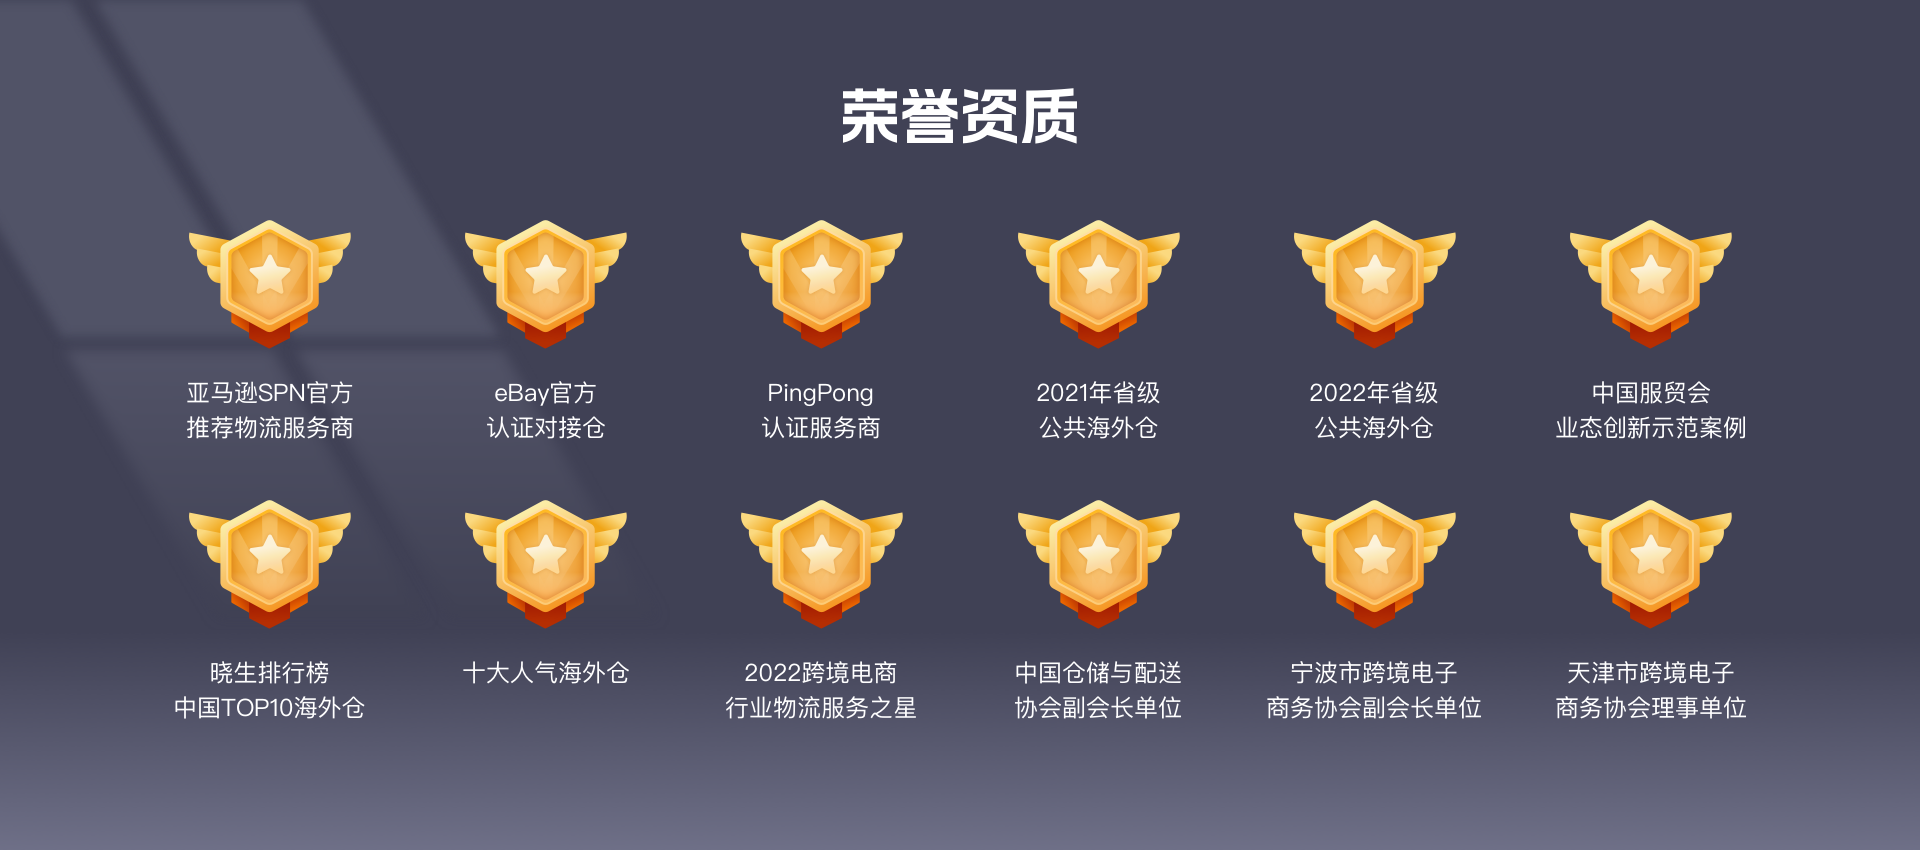 荣誉资质
亚马逊SPN官方
推荐物流服务商
eBay官方
认证对接仓
PingPong
认证服务商
2021年省级
公共海外仓
2022年省级
公共海外仓
中国服贸会
业态创新示范案例
晓生排行榜
中国TOP10海外仓
十大人气海外仓
2022跨境电商
行业物流服务之星
中国仓储与配送
协会副会长单位
宁波市跨境电子
商务协会副会长单位
天津市跨境电子
商务协会理事单位